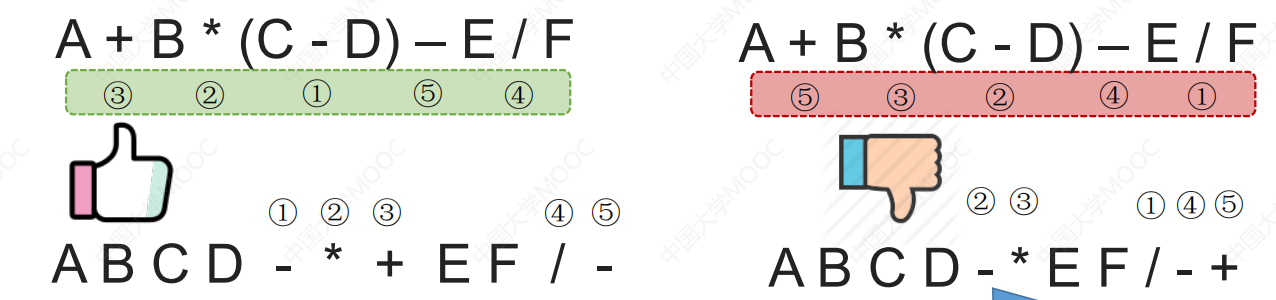 A + B * (C - D) – E / F
③ ② ① ⑤ ④
① ② ③ ④ ⑤
A B C D - * + E F / -
A + B * (C - D) – E / F
⑤ ③ ② ④ ①
② ③ ① ④ ⑤
A B C D - * E F / - +
中国大学MOOC